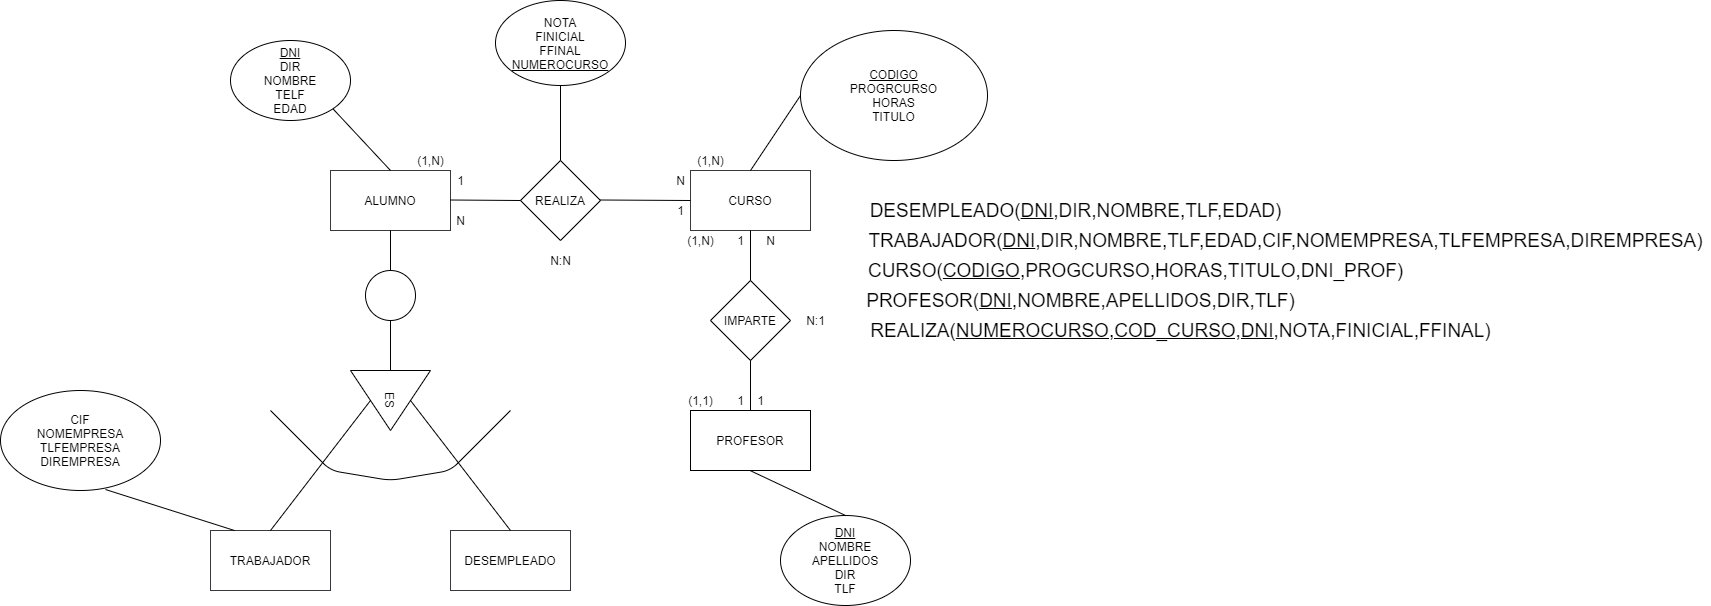 NOTA
FINICIAL
FFINAL
NUMEROCURSO
DNI
DIR
NOMBRE
TELF
EDAD
CODIGO
PROGRCURSO
HORAS
TITULO
(1,N)
(1,N)
1
N
ALUMNO
REALIZA
CURSO
N
1
(1,N)
1
N
N:N
DESEMPLEADO(DNI,DIR,NOMBRE,TLF,EDAD)
TRABAJADOR(DNI,DIR,NOMBRE,TLF,EDAD,CIF,NOMEMPRESA,TLFEMPRESA,DIREMPRESA)
CURSO(CODIGO,PROGCURSO,HORAS,TITULO,DNI_PROF)
PROFESOR(DNI,NOMBRE,APELLIDOS,DIR,TLF)
REALIZA(NUMEROCURSO,COD_CURSO,DNI,NOTA,FINICIAL,FFINAL)
IMPARTE
N:1
ES
(1,1)
1
1
CIF
NOMEMPRESA
TLFEMPRESA
DIREMPRESA
PROFESOR
TRABAJADOR
DESEMPLEADO
DNI
NOMBRE
APELLIDOS
DIR
TLF